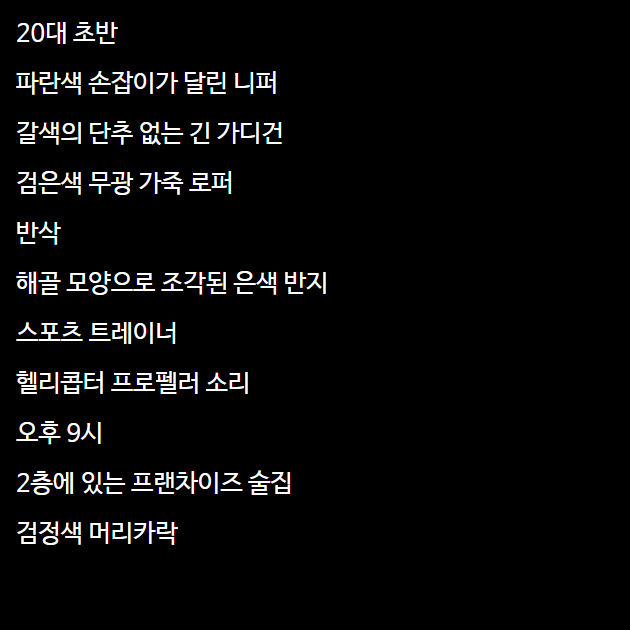 20대 초반
파란색 손잡이가 달린 니퍼
갈색의 단추 없는 긴 가디건
검은색 무광 가죽 로퍼
반삭
해골 모양으로 조각된 은색 반지
스포츠 트레이너
헬리콥터 프로펠러 소리
오후 9시
2층에 있는 프랜차이즈 술집
검정색 머리카락